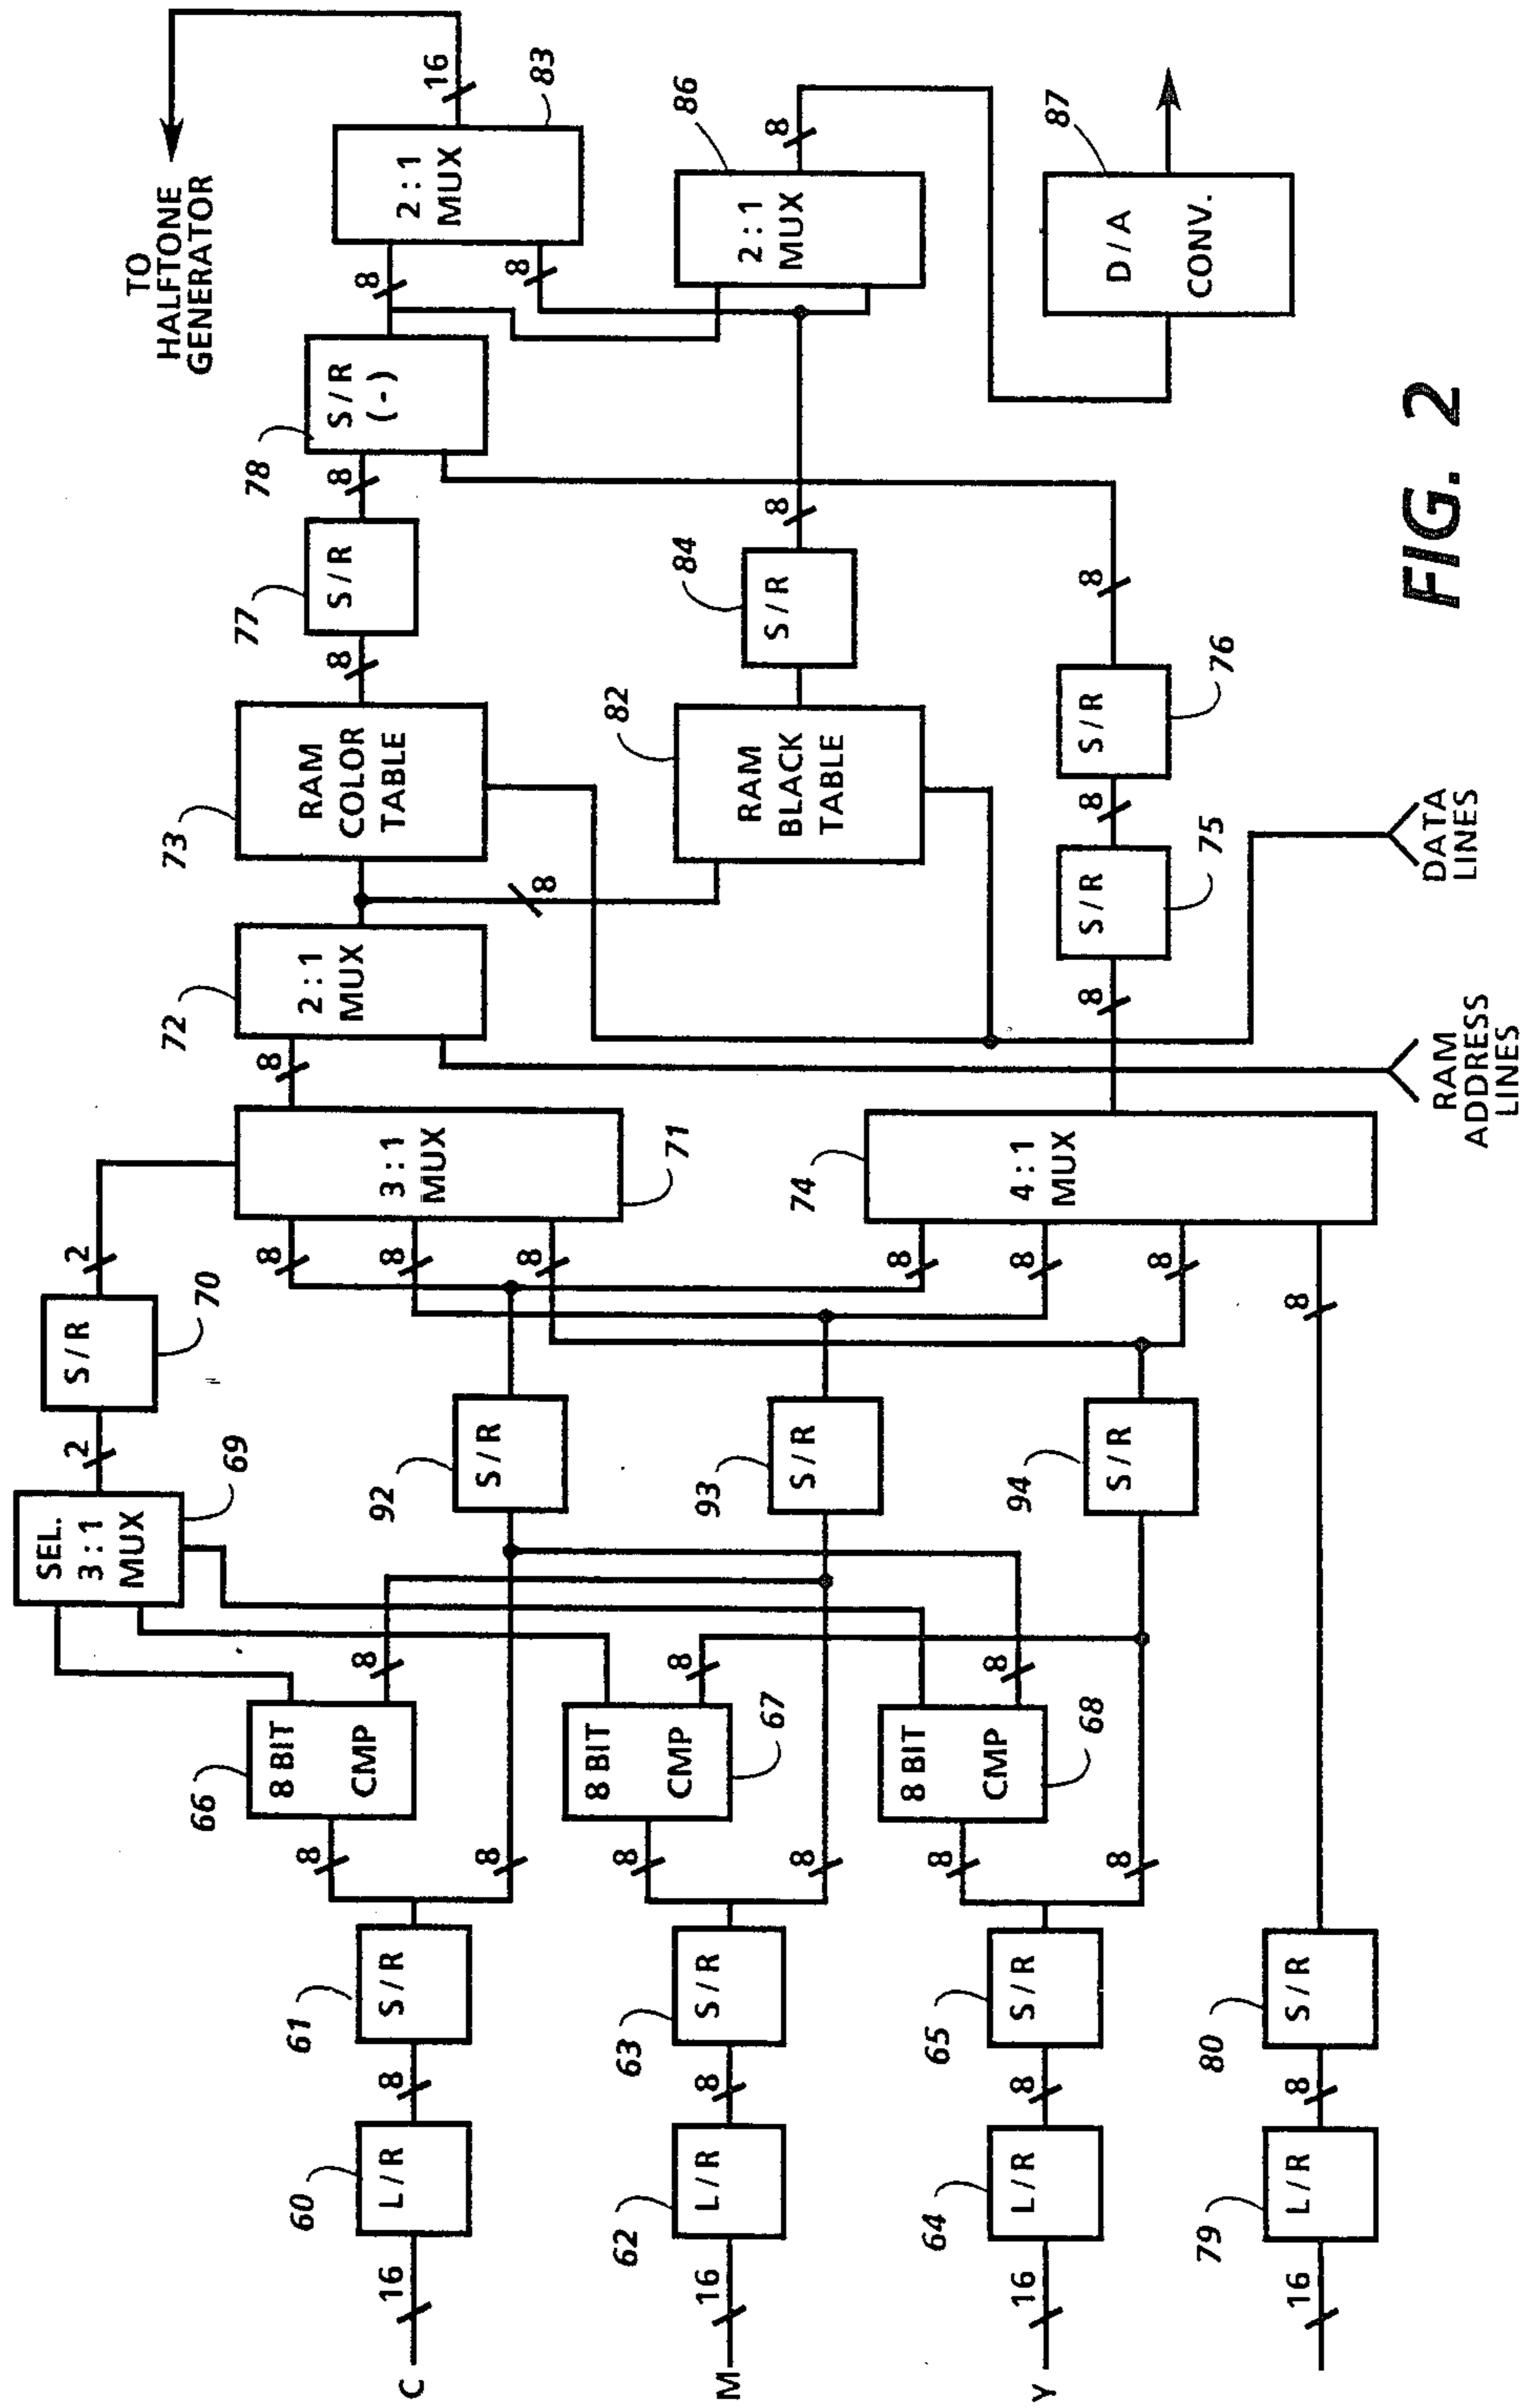 C
16
60
L/R
8
61
S/R
8
8
66
8 BIT
CMP
8
SEL.
3:1
MUX
69
2
S/R
70
2
92
S/R
8
8
8
3:1
MUX
71
8
72
2:1
MUX
8
73
RAM
COLOR
TABLE
8
77
S/R
8
78
S/R
(-)
8
8
2:1
MUX
83
16
TO
HALFTONE
GENERATOR
M
16
62
L/R
8
63
S/R
8
8
8 BIT
CMP
67
8
93
S/R
82
RAM
BLACK
TABLE
84
S/R
8
2:1
MUX
86
8
Y
16
64
L/R
8
65
S/R
8
8
8 BIT
CMP
68
8
94
S/R
8
8
8
8
74
4:1
MUX
8
S/R
75
8
S/R
76
8
D/A
CONV.
87
16
79
L/R
8
80
S/R
RAM
ADDRESS
LINES
DATA
LINES
FIG. 2